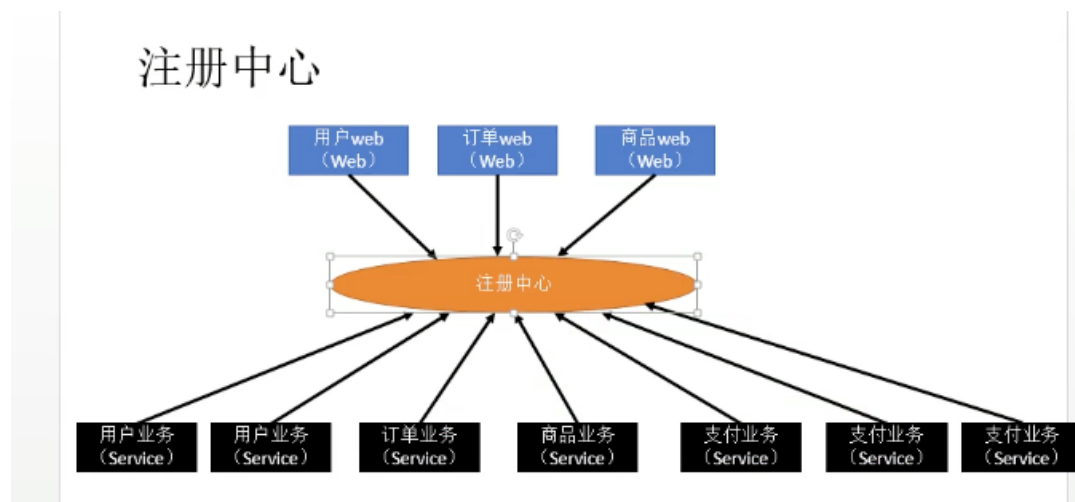 注册中心
用户web
（Web）
订单web
（Web）
商品web
（Web）
注册中心
用户业务
（Service）
用户业务
（Service）
订单业务
（Service）
商品业务
（Service）
支付业务
（Service）
支付业务
（Service）
支付业务
（Service）